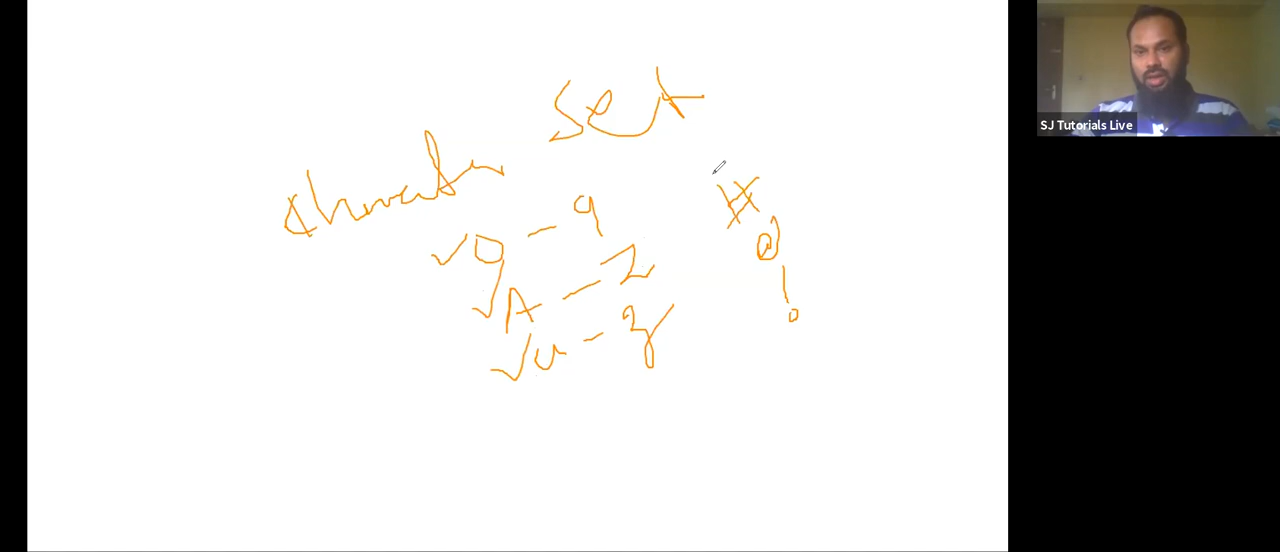 Set
Character
0 - 9
A - Z
a - z
#
@
!
SJ Tutorials Live